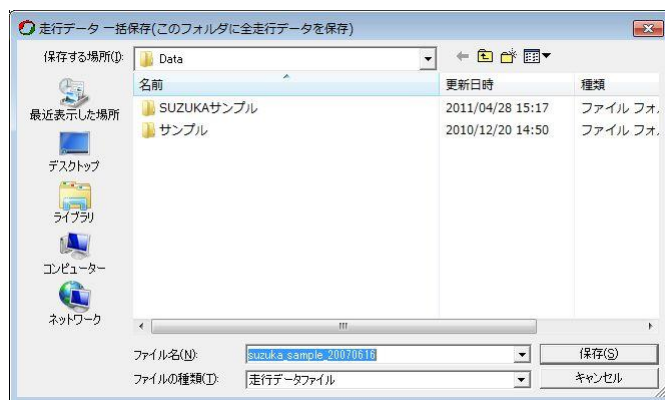 走行データ 一括保存(このフォルダに全走行データを保存)
保存する場所(I):
Data
名前
更新日時
種類
SUZUKAサンプル
2011/04/28 15:17
ファイル フォ.
サンプル
2010/12/20 14:50
ファイル フォ.
最近表示した場所
デスクトップ
ライブラリ
コンピューター
ネットワーク
ファイル名(N):
suzuka_sample_20070616
保存(S)
ファイルの種類(T):
走行データファイル
キャンセル